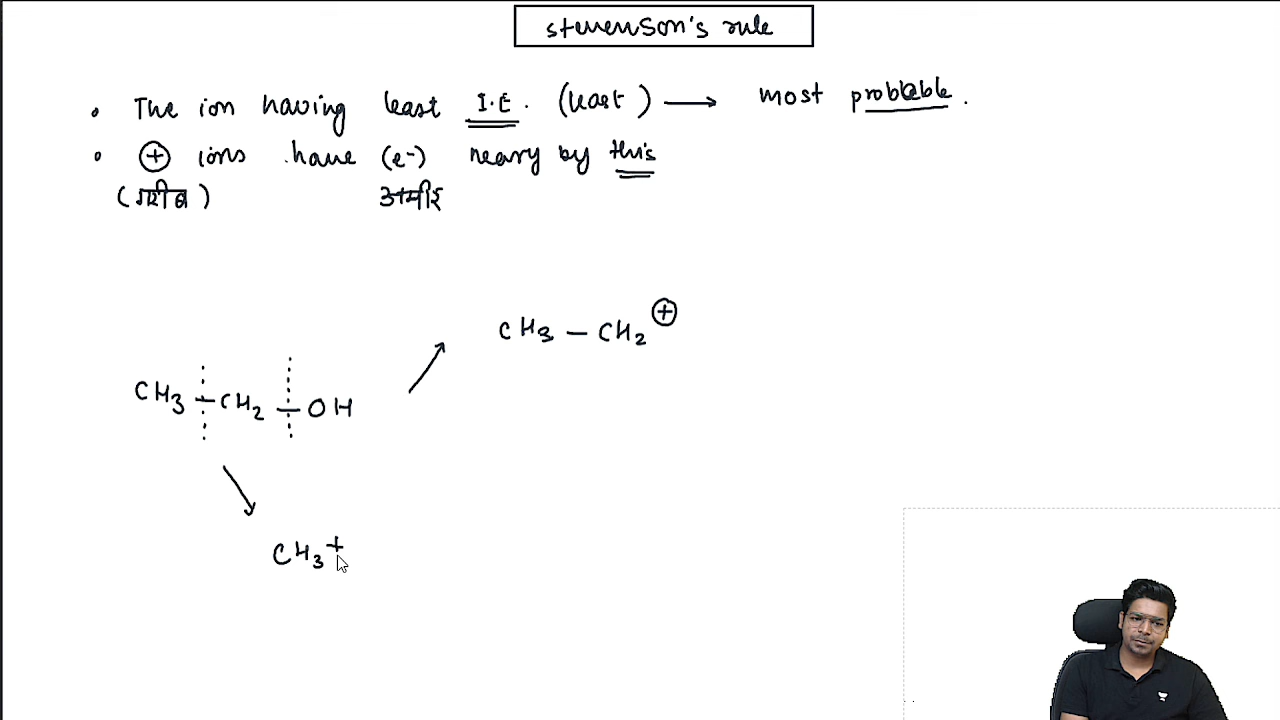 stevenson's rule
• The ion having least I.E. (least) → most probable.
• ⊕ ions have (e-) neary by this
(गरीब) अमीर
CH3 - CH2 ⊕
CH3 - CH2 - OH
CH3+